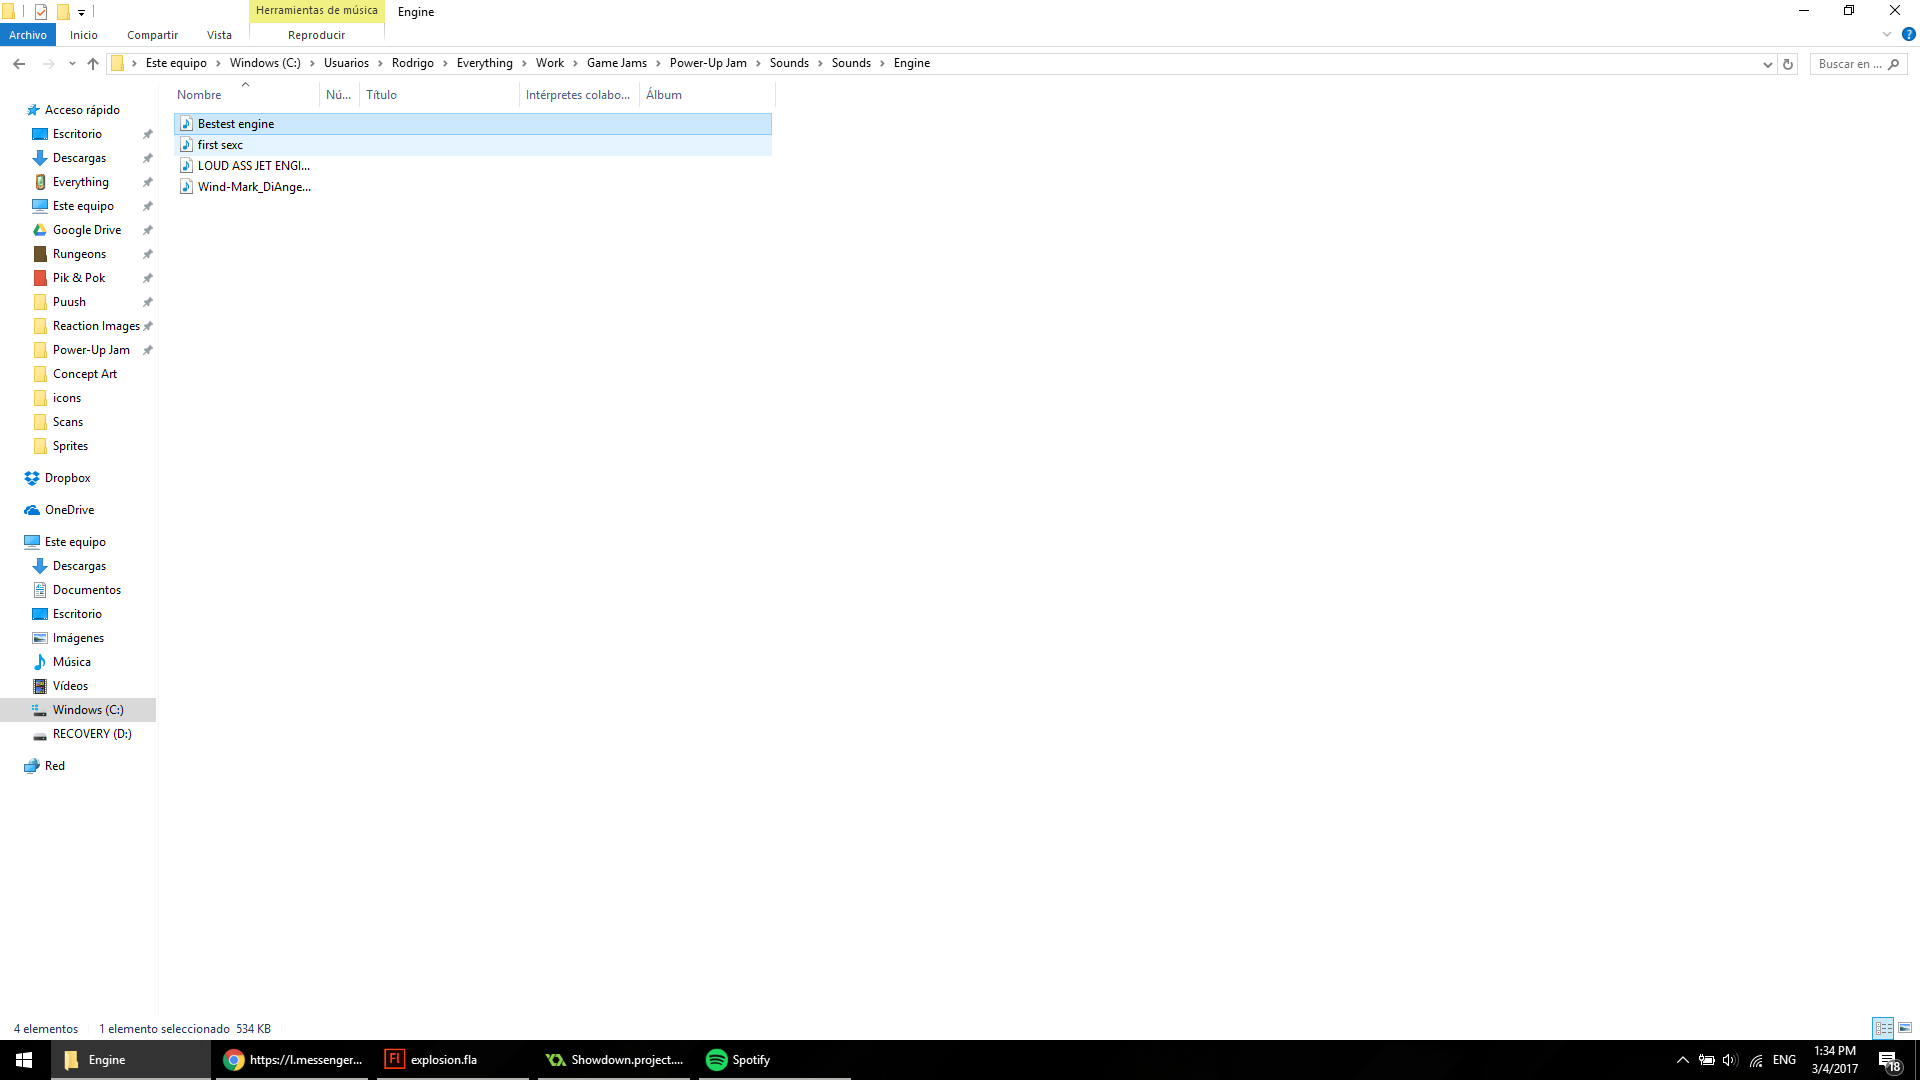 Herramientas de música Engine
Archivo Inicio Compartir Vista Reproducir
Este equipo Windows (C:) Usuarios Rodrigo Everything Work Game Jams Power-Up Jam Sounds Sounds Engine Buscar en ...
Nombre Nú... Título Intérpretes colabo... Álbum
Bestest engine
first sexc
LOUD ASS JET ENGI...
Wind-Mark_DiAnge...
Acceso rápido
Escritorio
Descargas
Everything
Este equipo
Google Drive
Rungeons
Pik & Pok
Puush
Reaction Images
Power-Up Jam
Concept Art
icons
Scans
Sprites
Dropbox
OneDrive
Este equipo
Descargas
Documentos
Escritorio
Imágenes
Música
Vídeos
Windows (C:)
RECOVERY (D:)
Red
4 elementos 1 elemento seleccionado 534 KB
Engine https://l.messenger... Fl explosion.fla Showdown.project.... Spotify ENG 1:34 PM
3/4/2017 18